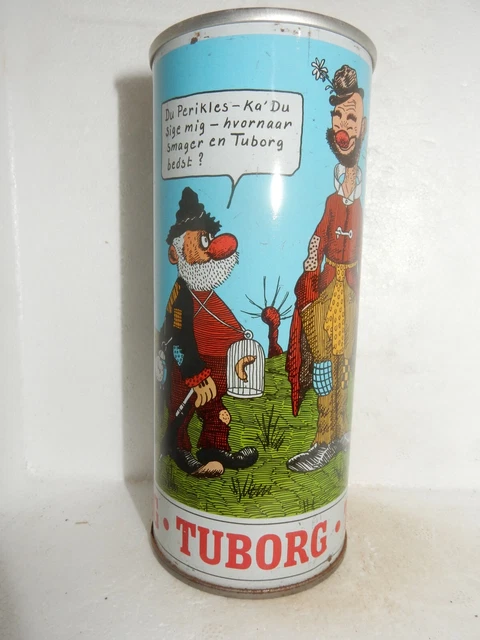 Du Perikles - Ka' Du
sige mig - hvornaar
smager en Tuborg
bedst?
G • TUBORG •